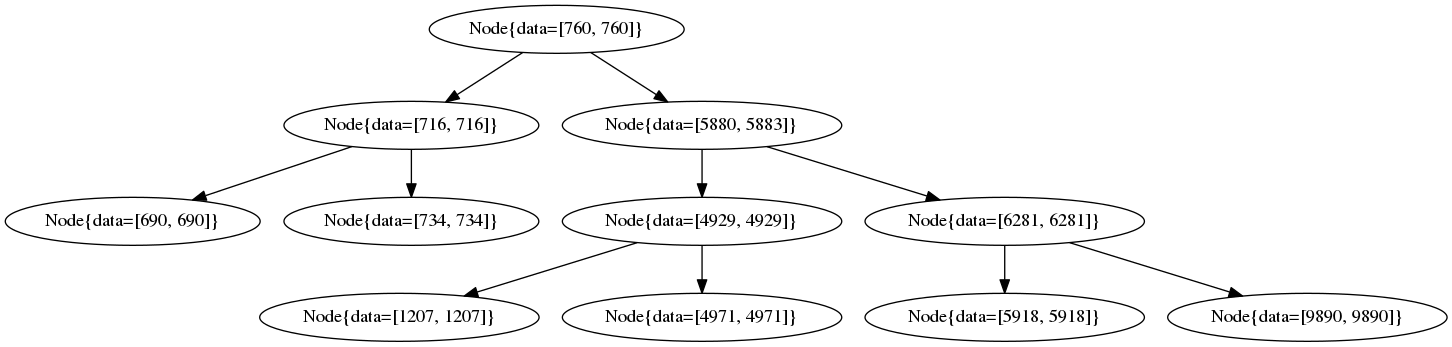 Node{data=[760, 760]}
Node{data=[716, 716]}
Node{data=[5880, 5883]}
Node{data=[690, 690]}
Node{data=[734, 734]}
Node{data=[4929, 4929]}
Node{data=[6281, 6281]}
Node{data=[1207, 1207]}
Node{data=[4971, 4971]}
Node{data=[5918, 5918]}
Node{data=[9890, 9890]}